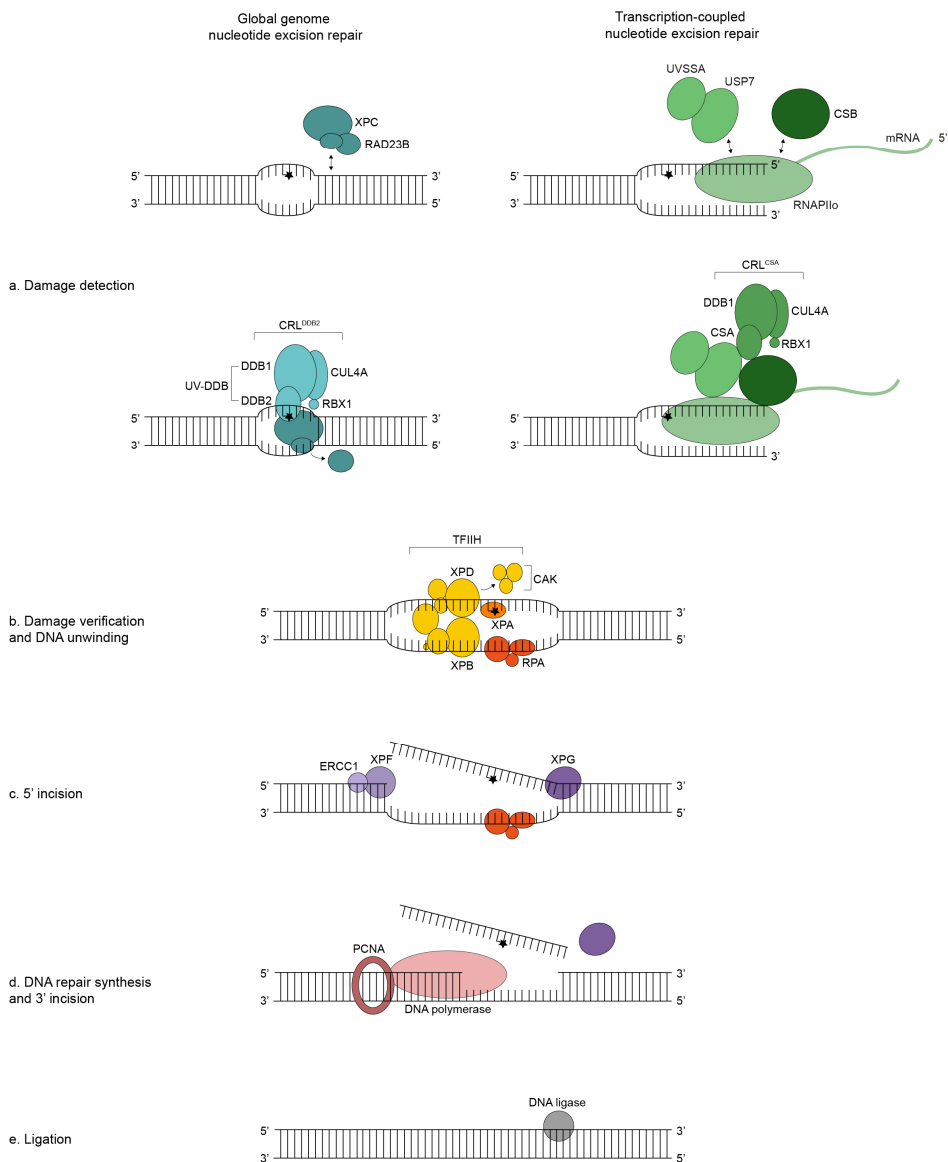 Global genome
nucleotide excision repair
Transcription-coupled
nucleotide excision repair
UVSSA
USP7
CSB
mRNA
5'
XPC
RAD23B
5'
3'
3'
5'
5'
3'
5'
3'
RNAPIIo
a. Damage detection
CRL^CSA
DDB1
CUL4A
CSA
RBX1
CRL^DDB2
DDB1
UV-DDB
CUL4A
DDB2
RBX1
5'
3'
3'
5'
5'
3'
3'
TFIIH
XPD
CAK
b. Damage verification
and DNA unwinding
5'
3'
3'
5'
XPA
XPB
RPA
c. 5' incision
ERCC1
XPF
XPG
5'
3'
3'
5'
d. DNA repair synthesis
and 3' incision
PCNA
5'
3'
3'
5'
DNA polymerase
e. Ligation
DNA ligase
5'
3'
3'
5'